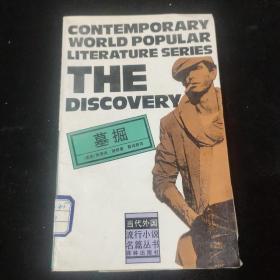 CONTEMPORARY
WORLD POPULAR
LITERATURE SERIES
THE
DISCOVERY
墓掘
当代外国
流行小说
名篇丛书
译林出版社